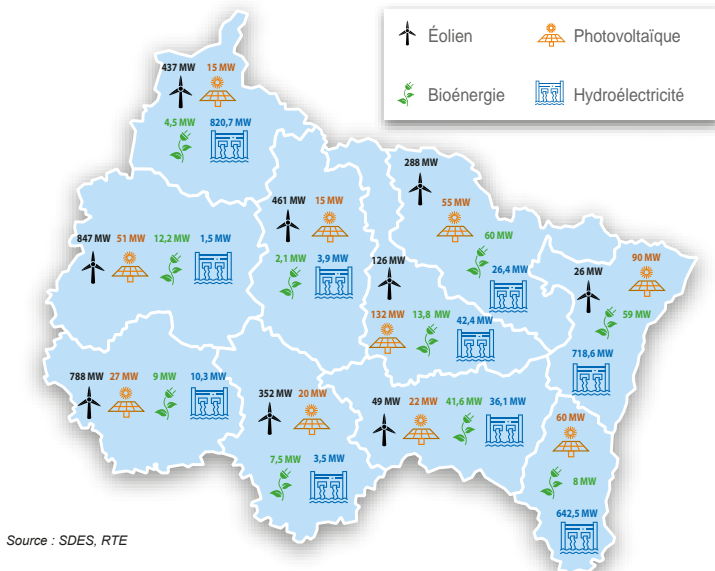 Éolien Photovoltaïque
Bioénergie Hydroélectricité
437 MW 15 MW
4,5 MW 820,7 MW
288 MW
461 MW 15 MW
55 MW
847 MW 51 MW 12,2 MW 1,5 MW
60 MW
2,1 MW 3,9 MW 126 MW
90 MW
26,4 MW 26 MW
132 MW 13,8 MW 42,4 MW
59 MW
718,6 MW
788 MW 27 MW 9 MW 10,3 MW
352 MW 20 MW
49 MW 22 MW 41,6 MW 36,1 MW
60 MW
7,5 MW 3,5 MW
8 MW
642,5 MW
Source : SDES, RTE